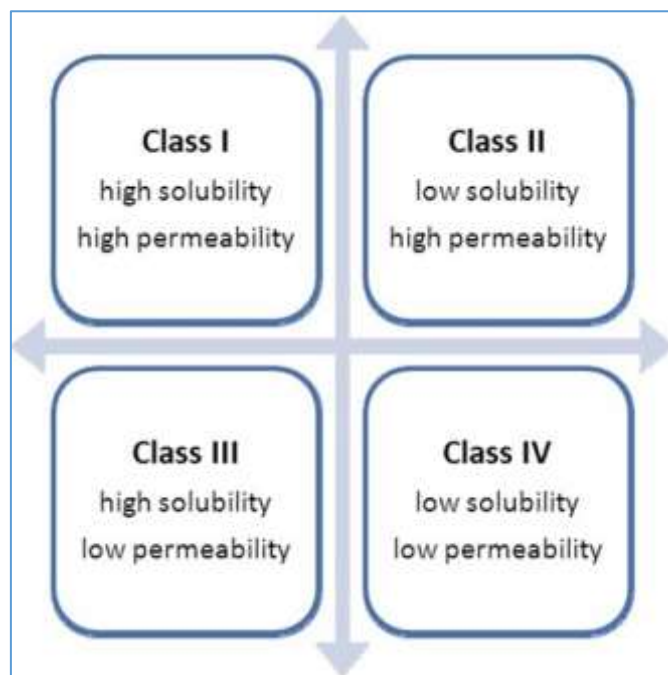 Class I
high solubility
high permeability
Class II
low solubility
high permeability
Class III
high solubility
low permeability
Class IV
low solubility
low permeability